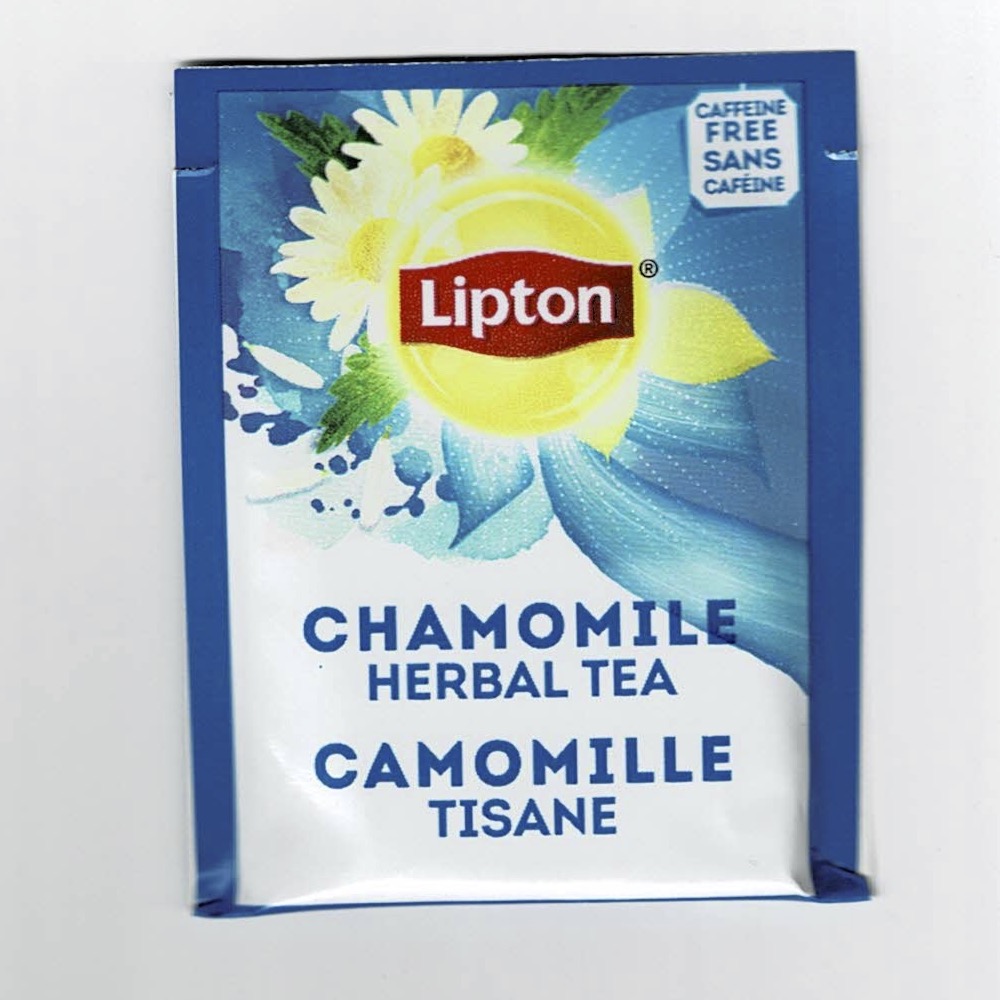 CAFFEINE
FREE
SANS
CAFÉINE
Lipton®
CHAMOMILE
HERBAL TEA
CAMOMILLE
TISANE